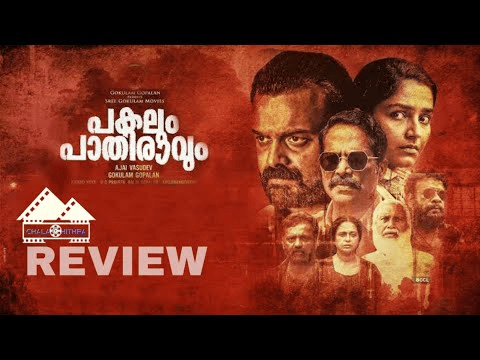 GOKULAM GOPALAN
SREE GOKULAM MOVIES
പകലും
പാതിരാവും
AJAI VASUDEV
GOKULAM GOPALAN
CHALACHITHRA
REVIEW